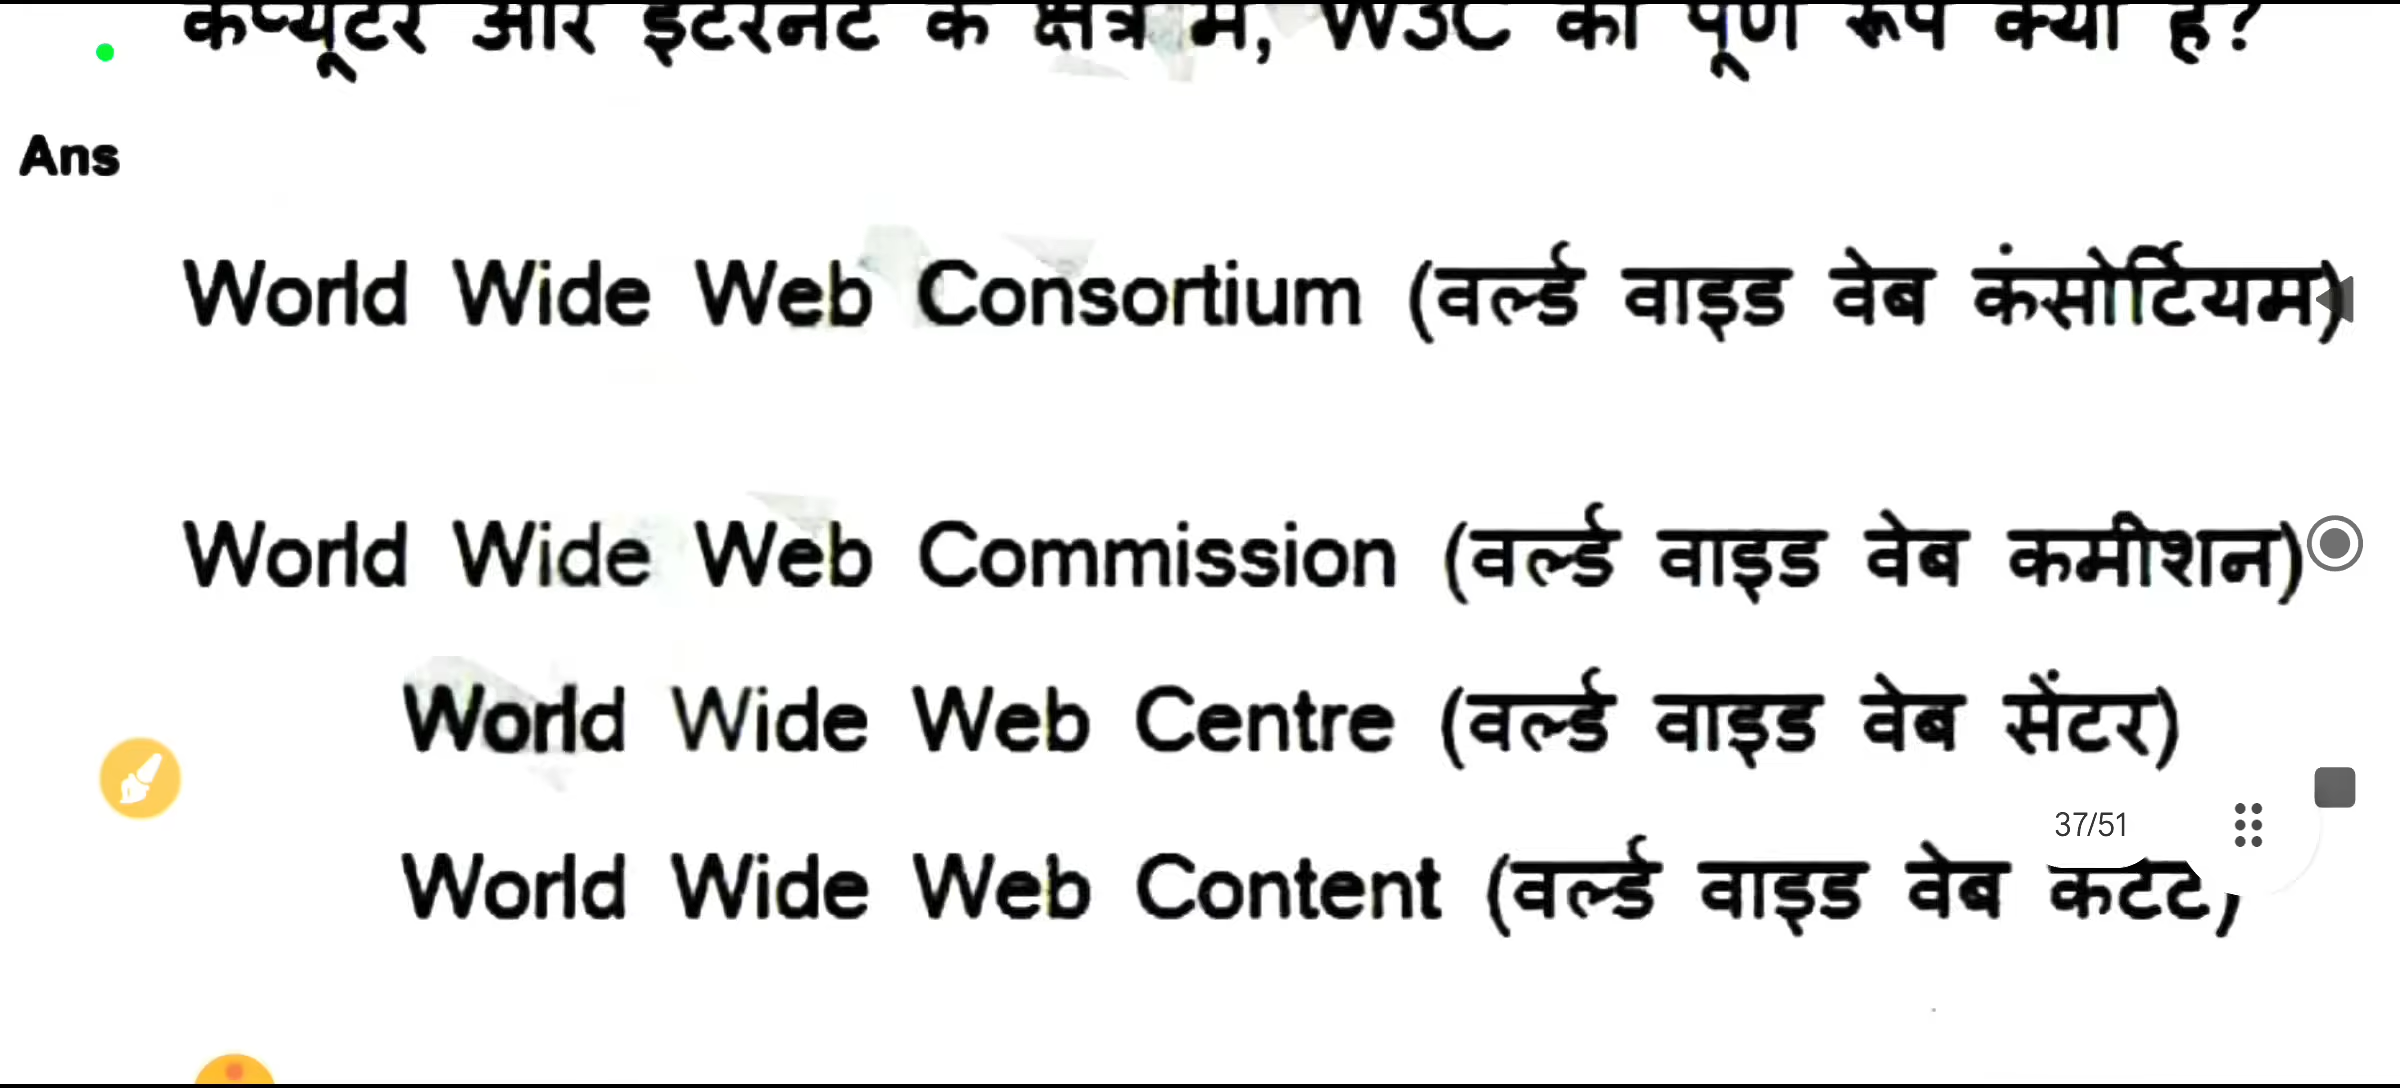 कम्प्यूटर और इंटरनेट के क्षेत्र में, W3C का पूर्ण रूप क्या है?
Ans
World Wide Web Consortium (वर्ल्ड वाइड वेब कंसोर्टियम)
World Wide Web Commission (वर्ल्ड वाइड वेब कमीशन)
World Wide Web Centre (वर्ल्ड वाइड वेब सेंटर)
37/51
World Wide Web Content (वर्ल्ड वाइड वेब कंटेंट)